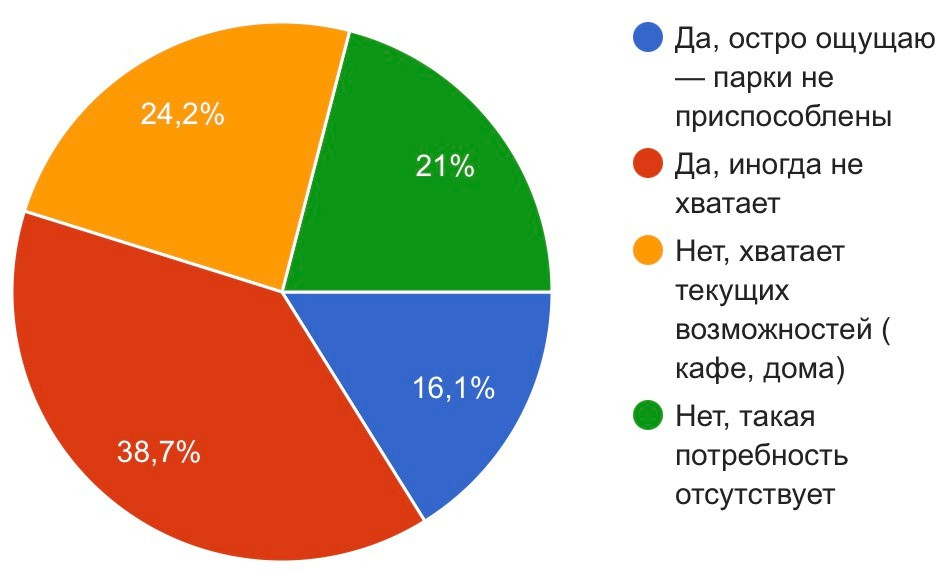 24,2%
21%
16,1%
38,7%
Да, остро ощущаю
— парки не
приспособлены
Да, иногда не
хватает
Нет, хватает
текущих
возможностей (
кафе, дома)
Нет, такая
потребность
отсутствует